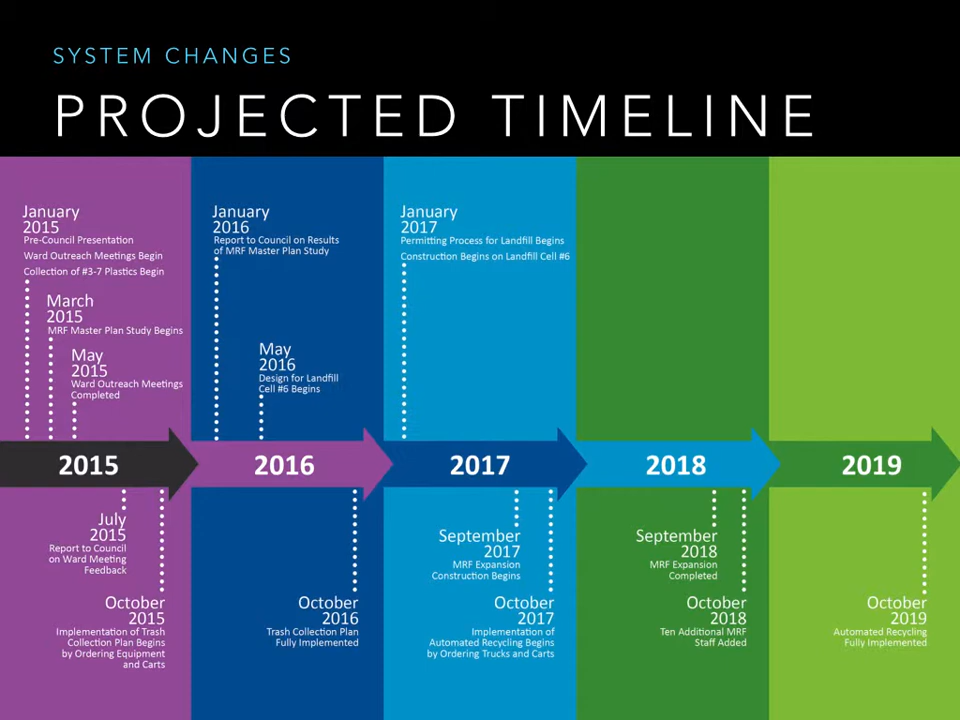 SYSTEM CHANGES
PROJECTED TIMELINE
January
2015
Pre-Council Presentation
Ward Outreach Meetings Begin
Collection of #3-7 Plastics Begin
March
2015
MRF Master Plan Study Begins
May
2015
Ward Outreach Meetings
Completed
January
2016
Report to Council on Results
of MRF Master Plan Study
May
2016
Design for Landfill
Cell #6 Begins
January
2017
Permitting Process for Landfill Begins
Construction Begins on Landfill Cell #6
2015
2016
2017
2018
2019
July
2015
Report to Council
on Ward Meeting
Feedback
October
2015
Implementation of Trash
Collection Plan Begins
by Ordering Equipment
and Carts
October
2016
Trash Collection Plan
Fully Implemented
September
2017
MRF Expansion
Construction Begins
October
2017
Implementation of
Automated Recycling Begins
by Ordering Trucks and Carts
September
2018
MRF Expansion
Completed
October
2018
Ten Additional MRF
Staff Added
October
2019
Automated Recycling
Fully Implemented